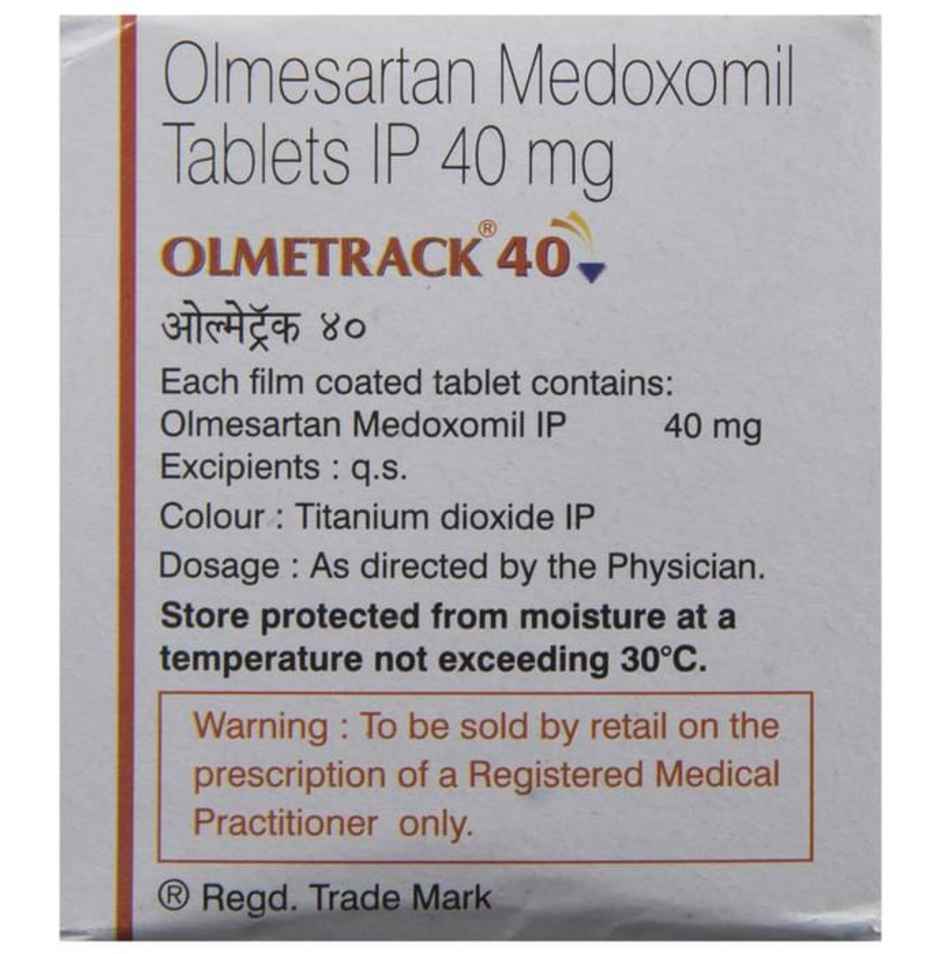 Olmesartan Medoxomil
Tablets IP 40 mg
OLMETRACK® 40
ओल्मेट्रॅक ४०
Each film coated tablet contains:
Olmesartan Medoxomil IP 40 mg
Excipients : q.s.
Colour : Titanium dioxide IP
Dosage : As directed by the Physician.
Store protected from moisture at a
temperature not exceeding 30°C.
Warning : To be sold by retail on the
prescription of a Registered Medical
Practitioner only.
® Regd. Trade Mark